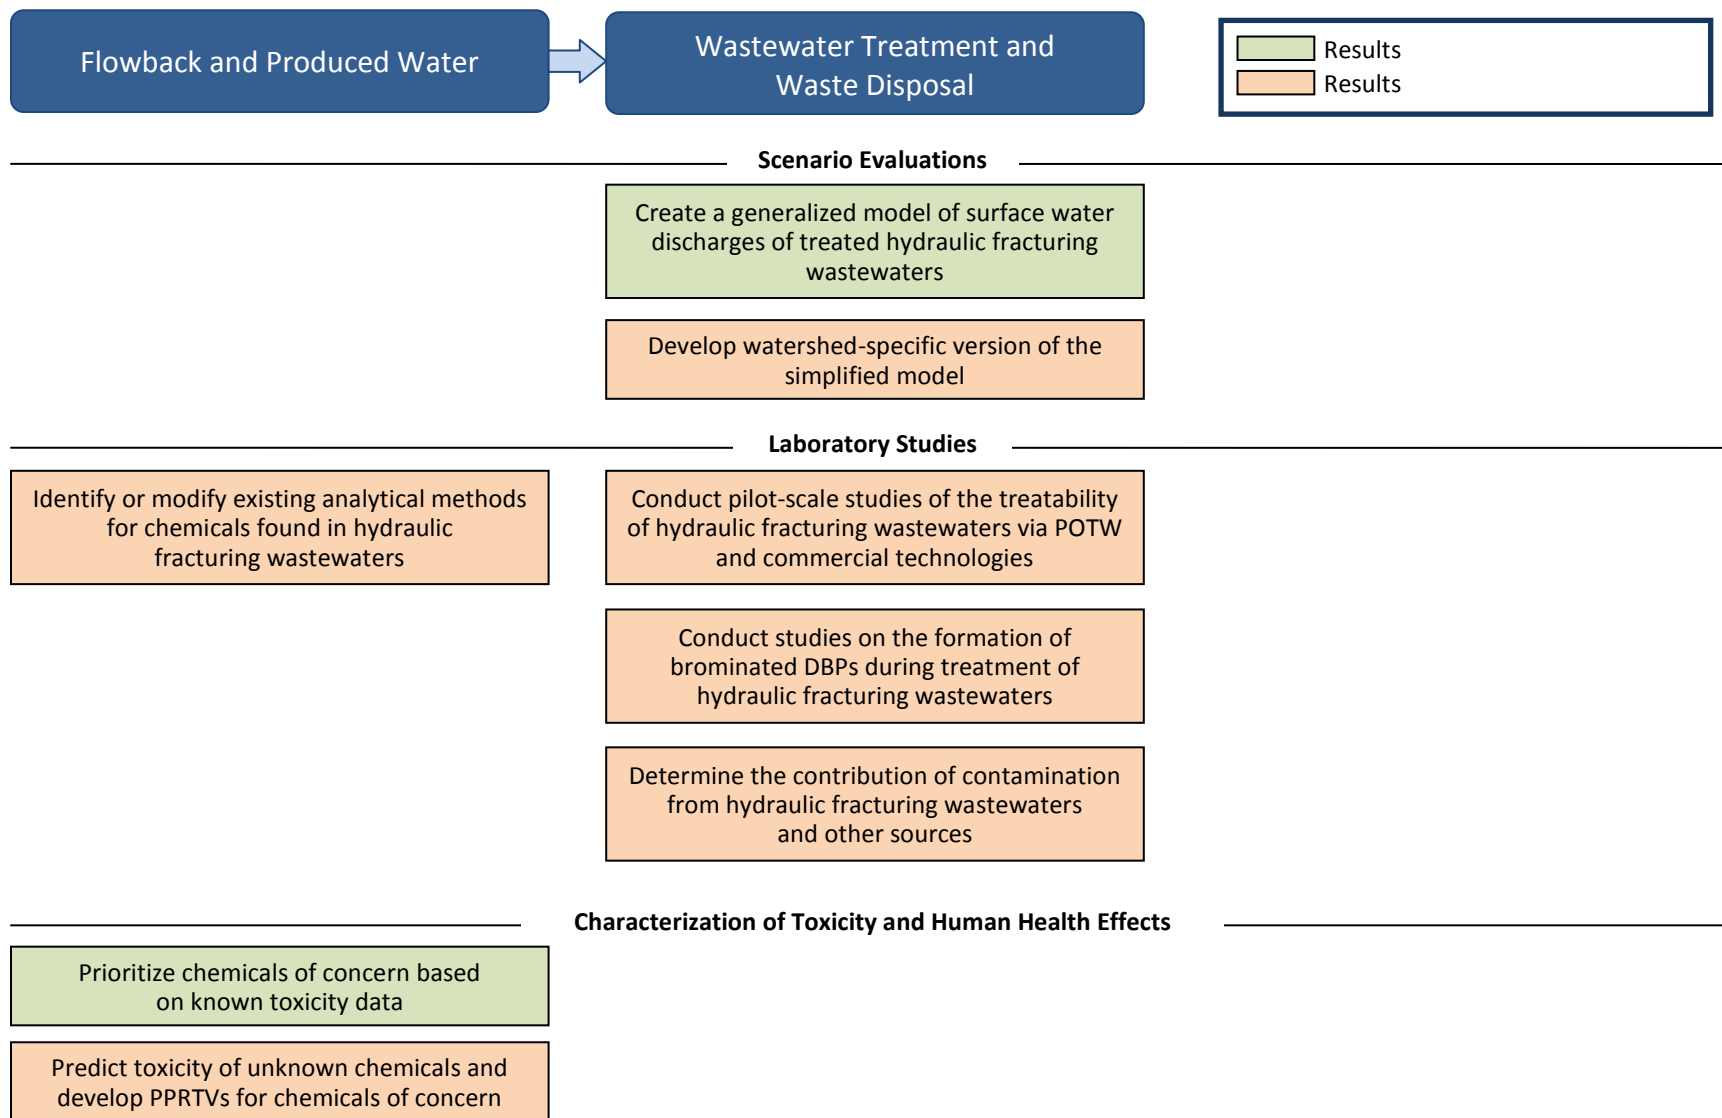 Flowback and Produced Water
Wastewater Treatment and
Waste Disposal
Results
Results
Scenario Evaluations
Create a generalized model of surface water
discharges of treated hydraulic fracturing
wastewaters
Develop watershed-specific version of the
simplified model
Laboratory Studies
Identify or modify existing analytical methods
for chemicals found in hydraulic
fracturing wastewaters
Conduct pilot-scale studies of the treatability
of hydraulic fracturing wastewaters via POTW
and commercial technologies
Conduct studies on the formation of
brominated DBPs during treatment of
hydraulic fracturing wastewaters
Determine the contribution of contamination
from hydraulic fracturing wastewaters
and other sources
Characterization of Toxicity and Human Health Effects
Prioritize chemicals of concern based
on known toxicity data
Predict toxicity of unknown chemicals and
develop PPRTVs for chemicals of concern